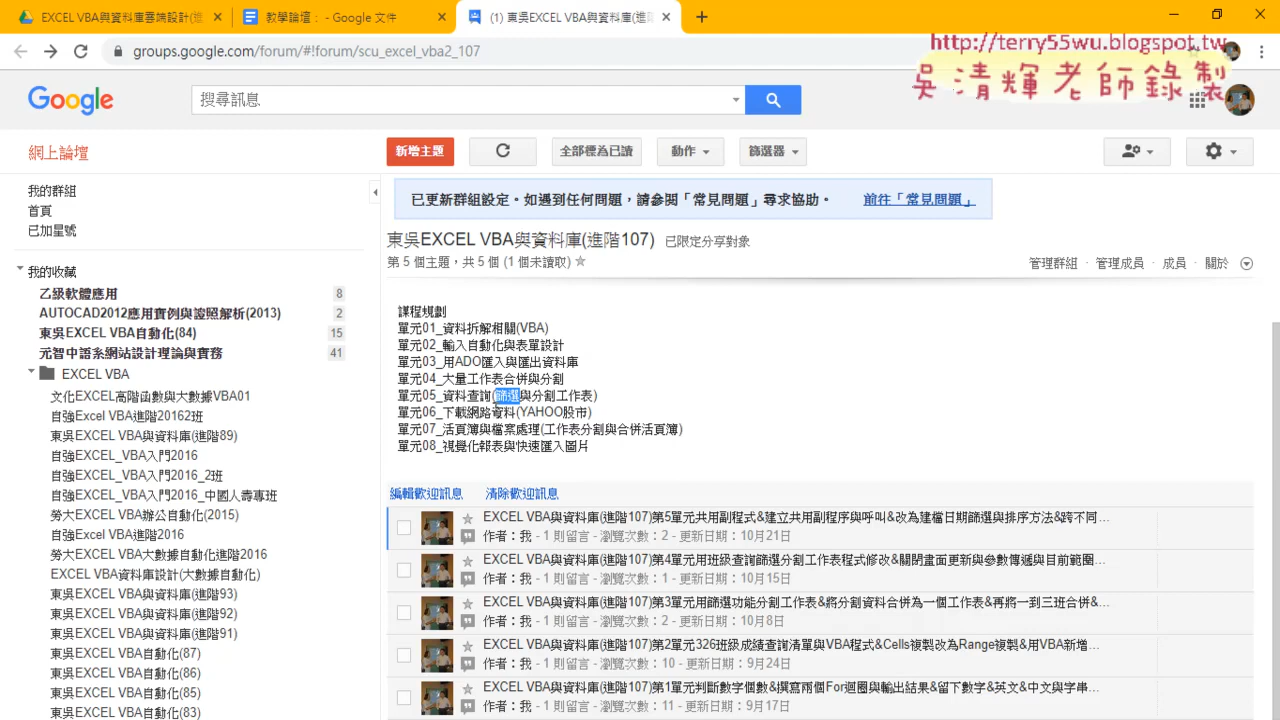 EXCEL VBA與資料庫雲端設計(進
教學論壇： - Google 文件
(1) 東吳EXCEL VBA與資料庫(進階
groups.google.com/forum/#!forum/scu_excel_vba2_107
http://terry55wu.blogspot.tw
吳清輝老師錄製
Google
搜尋訊息
網上論壇
新增主題
全部標為已讀
動作
篩選器
我的群組
首頁
已加星號
我的收藏
乙級軟體應用 8
AUTOCAD2012應用實例與證照解析(2013) 2
東吳EXCEL VBA自動化(84) 15
元智中語系網站設計理論與實務 41
EXCEL VBA
文化EXCEL高階函數與大數據VBA01
自強Excel VBA進階20162班
東吳EXCEL VBA與資料庫(進階89)
自強EXCEL_VBA入門2016
自強EXCEL_VBA入門2016_2班
自強EXCEL_VBA入門2016_中國人壽專班
勞大EXCEL VBA辦公自動化(2015)
自強Excel VBA進階2016
勞大EXCEL VBA大數據自動化進階2016
EXCEL VBA資料庫設計(大數據自動化)
東吳EXCEL VBA與資料庫(進階93)
東吳EXCEL VBA與資料庫(進階92)
東吳EXCEL VBA與資料庫(進階91)
東吳EXCEL VBA自動化(87)
東吳EXCEL VBA自動化(86)
東吳EXCEL VBA自動化(85)
東吳EXCEL VBA自動化(83)
已更新群組設定。如遇到任何問題，請參閱「常見問題」尋求協助。 前往「常見問題」
東吳EXCEL VBA與資料庫(進階107) 已限定分享對象
第 5 個主題，共 5 個 (1 個未讀取)
管理群組 · 管理成員 · 成員 · 關於
課程規劃
單元01_資料拆解相關(VBA)
單元02_輸入自動化與表單設計
單元03_用ADO匯入與匯出資料庫
單元04_大量工作表合併與分割
單元05_資料查詢(篩選與分割工作表)
單元06_下載網路資料(YAHOO股市)
單元07_活頁簿與檔案處理(工作表分割與合併活頁簿)
單元08_視覺化報表與快速匯入圖片
編輯歡迎訊息 清除歡迎訊息
EXCEL VBA與資料庫(進階107)第5單元共用副程式&建立共用副程序與呼叫&改為建檔日期篩選與排序方法&跨不同…
作者：我 - 1 則留言 - 瀏覽次數：2 - 更新日期：10月21日
EXCEL VBA與資料庫(進階107)第4單元用班級查詢篩選分割工作表程式修改&關閉畫面更新與參數傳遞與目前範圍…
作者：我 - 1 則留言 - 瀏覽次數：1 - 更新日期：10月15日
EXCEL VBA與資料庫(進階107)第3單元用篩選功能分割工作表&將分割資料合併為一個工作表&再將一到三班合併&…
作者：我 - 1 則留言 - 瀏覽次數：2 - 更新日期：10月8日
EXCEL VBA與資料庫(進階107)第2單元326班級成績查詢清單與VBA程式&Cells複製改為Range複製&用VBA新增…
作者：我 - 1 則留言 - 瀏覽次數：10 - 更新日期：9月24日
EXCEL VBA與資料庫(進階107)第1單元判斷數字個數&撰寫兩個For迴圈與輸出結果&留下數字&英文&中文與字串…
作者：我 - 1 則留言 - 瀏覽次數：11 - 更新日期：9月17日